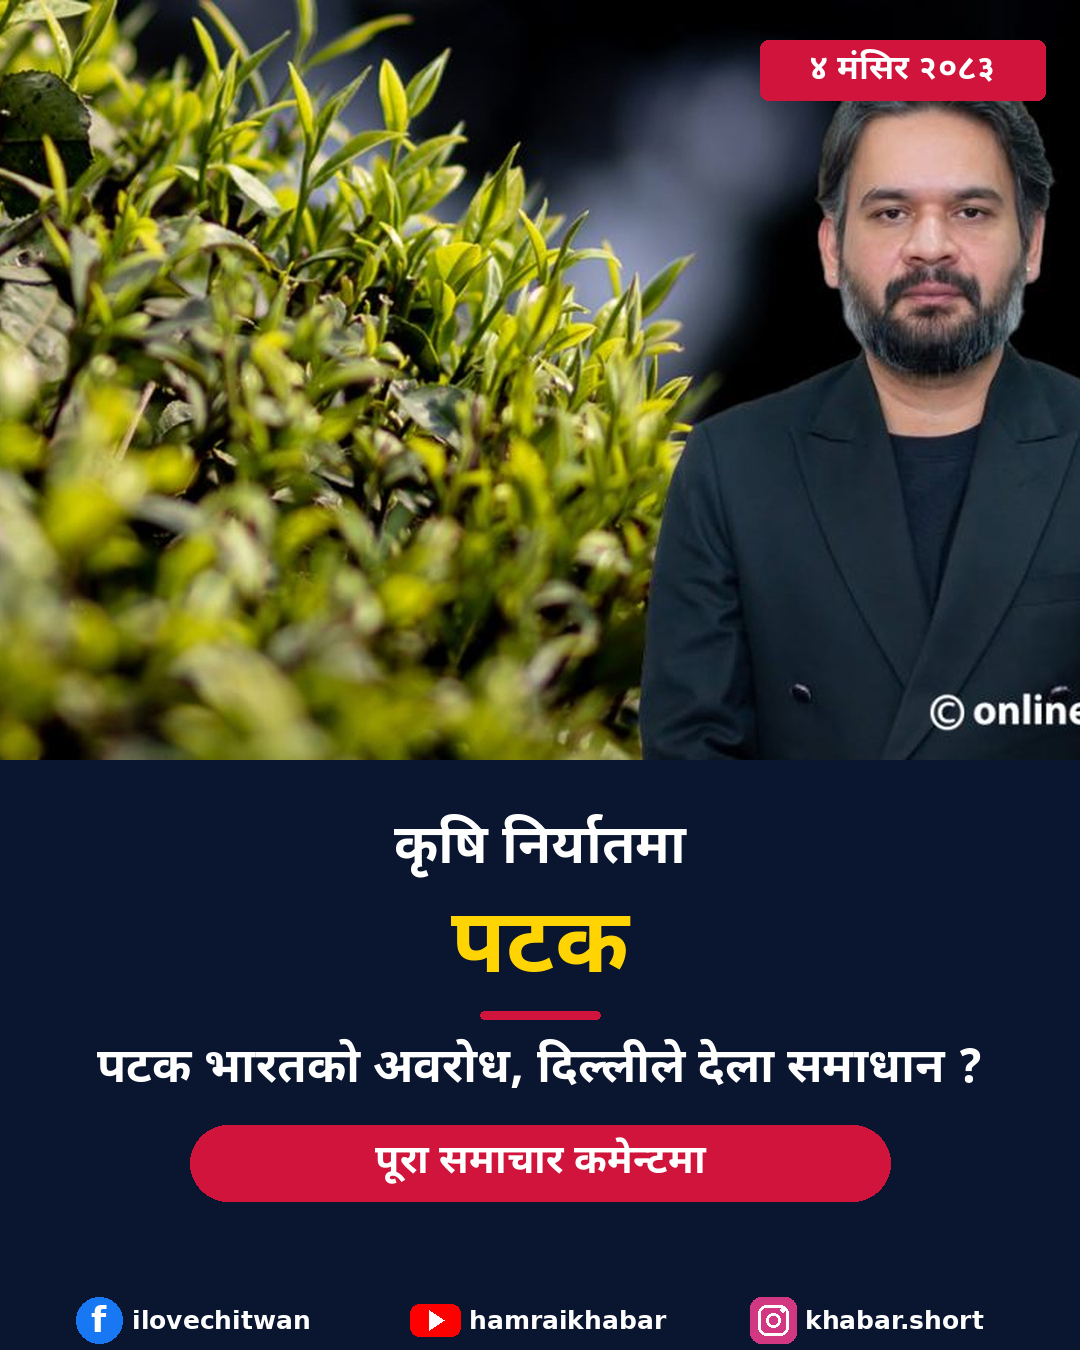 ४ मंसिर २०८३
© online
कृषि निर्यातमा
पटक
पटक भारतको अवरोध, दिल्लीले देला समाधान ?
पूरा समाचार कमेन्टमा
ilovechitwan
hamraikhabar
khabar.short